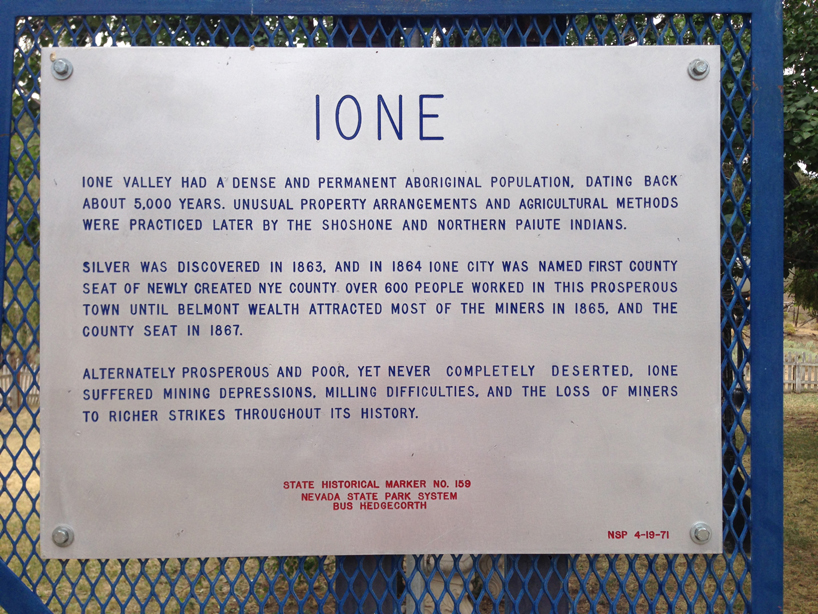 IONE
IONE VALLEY HAD A DENSE AND PERMANENT ABORIGINAL POPULATION, DATING BACK
ABOUT 5,000 YEARS. UNUSUAL PROPERTY ARRANGEMENTS AND AGRICULTURAL METHODS
WERE PRACTICED LATER BY THE SHOSHONE AND NORTHERN PAIUTE INDIANS.
SILVER WAS DISCOVERED IN 1863, AND IN 1864 IONE CITY WAS NAMED FIRST COUNTY
SEAT OF NEWLY CREATED NYE COUNTY. OVER 600 PEOPLE WORKED IN THIS PROSPEROUS
TOWN UNTIL BELMONT WEALTH ATTRACTED MOST OF THE MINERS IN 1865, AND THE
COUNTY SEAT IN 1867.
ALTERNATELY PROSPEROUS AND POOR, YET NEVER COMPLETELY DESERTED, IONE
SUFFERED MINING DEPRESSIONS, MILLING DIFFICULTIES, AND THE LOSS OF MINERS
TO RICHER STRIKES THROUGHOUT ITS HISTORY.
STATE HISTORICAL MARKER NO. 159
NEVADA STATE PARK SYSTEM
BUS HEDGECORTH
NSP 4-19-71